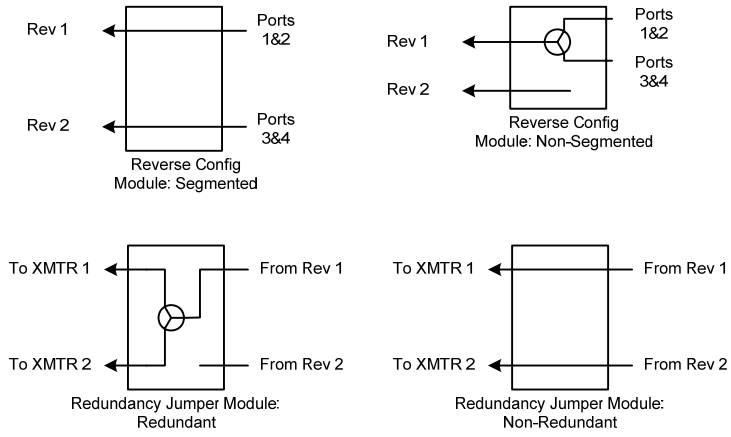 Rev 1
Ports
1&2
Rev 2
Ports
3&4
Reverse Config
Module: Segmented
Rev 1
Ports
1&2
Ports
3&4
Rev 2
Reverse Config
Module: Non-Segmented
To XMTR 1
From Rev 1
To XMTR 2
From Rev 2
Redundancy Jumper Module:
Redundant
To XMTR 1
From Rev 1
To XMTR 2
From Rev 2
Redundancy Jumper Module:
Non-Redundant